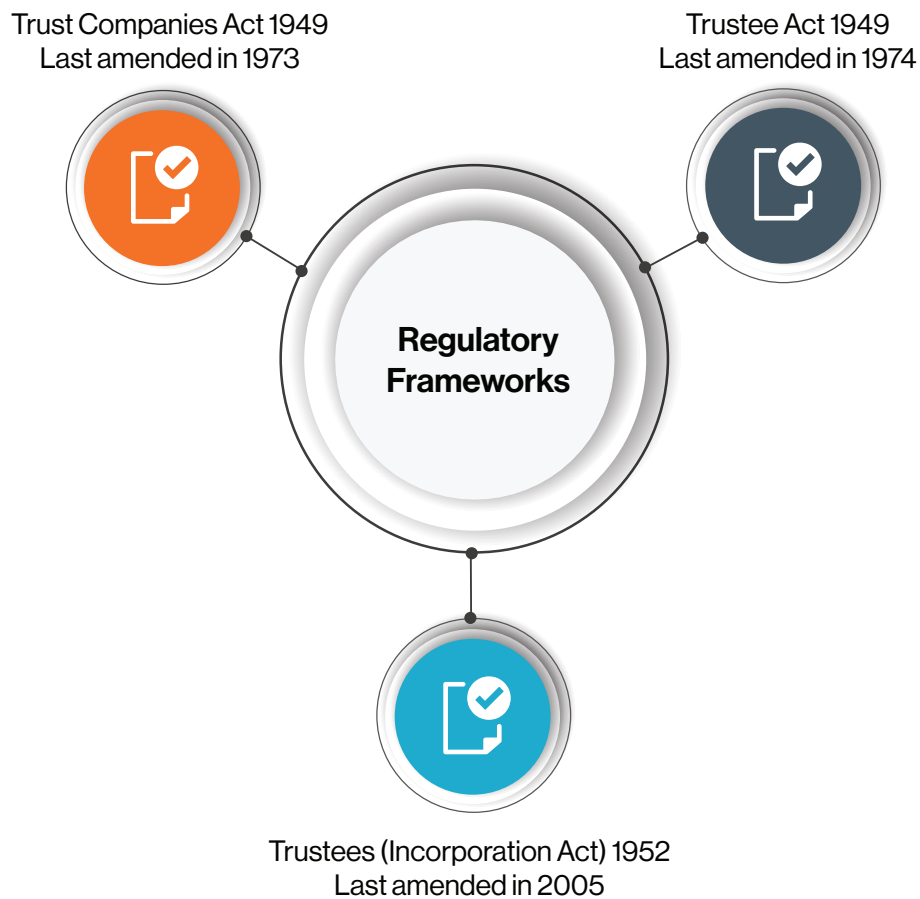 Trust Companies Act 1949
Last amended in 1973
Trustee Act 1949
Last amended in 1974
Regulatory
Frameworks
Trustees (Incorporation Act) 1952
Last amended in 2005